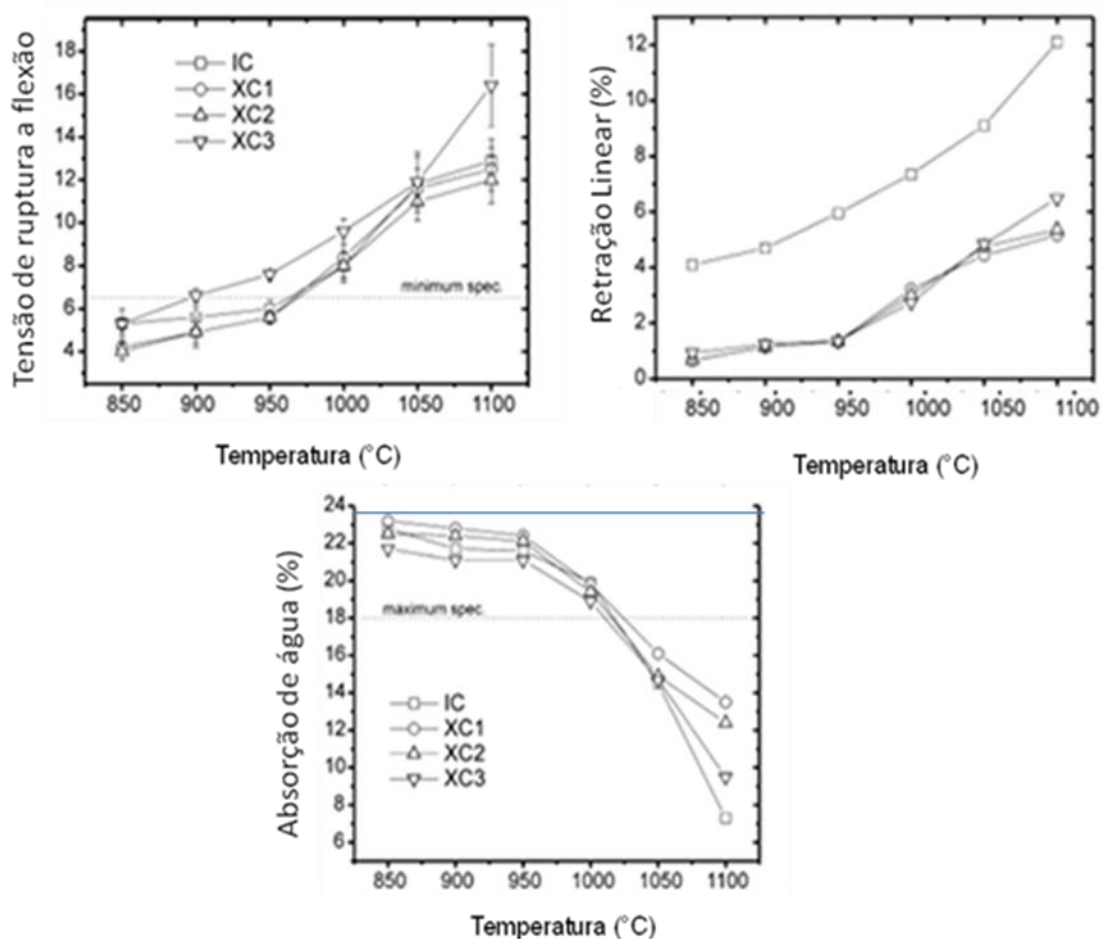 Tensão de ruptura a flexão
18
16
14
12
10
8
6
4
IC
XC1
XC2
XC3
minimum spec.
850 900 950 1000 1050 1100
Temperatura (°C)
Retração Linear (%)
12
10
8
6
4
2
0
850 900 950 1000 1050 1100
Temperatura (°C)
Absorção de água (%)
24
22
20
18
16
14
12
10
8
6
maximum spec.
IC
XC1
XC2
XC3
850 900 950 1000 1050 1100
Temperatura (°C)